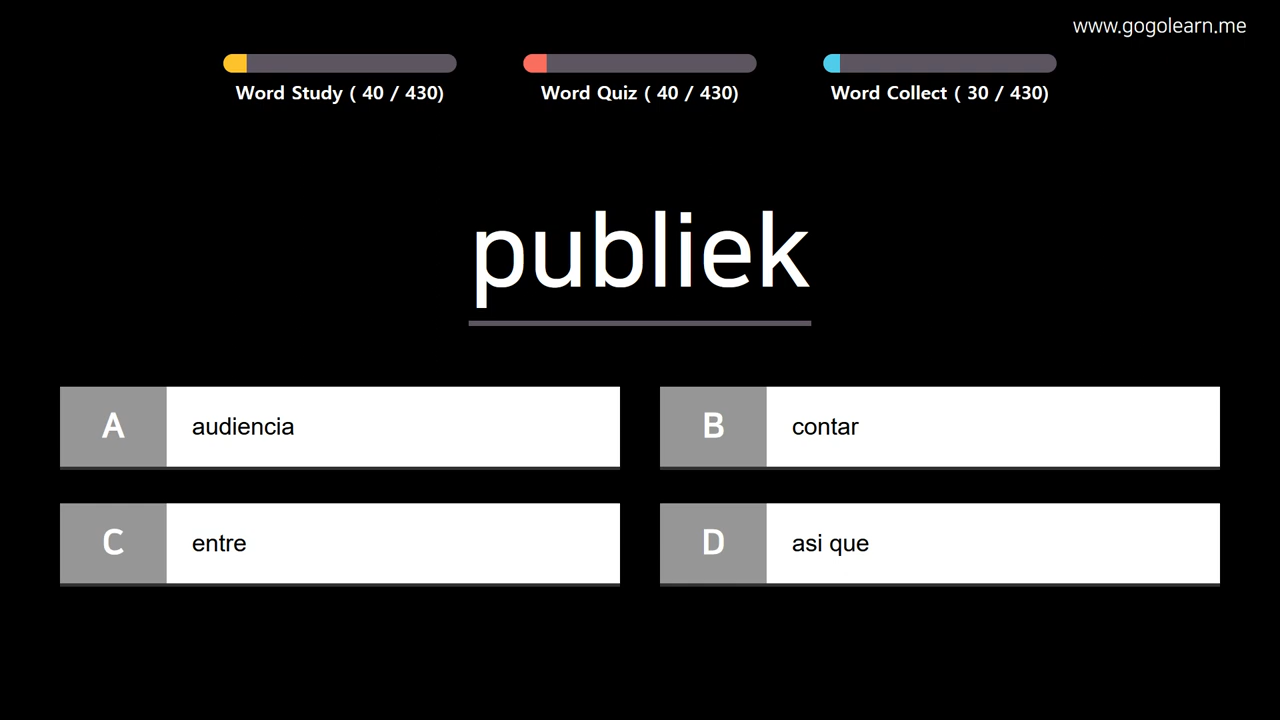 www.gogolearn.me
Word Study ( 40 / 430)
Word Quiz ( 40 / 430)
Word Collect ( 30 / 430)
publiek
A audiencia
B contar
C entre
D asi que